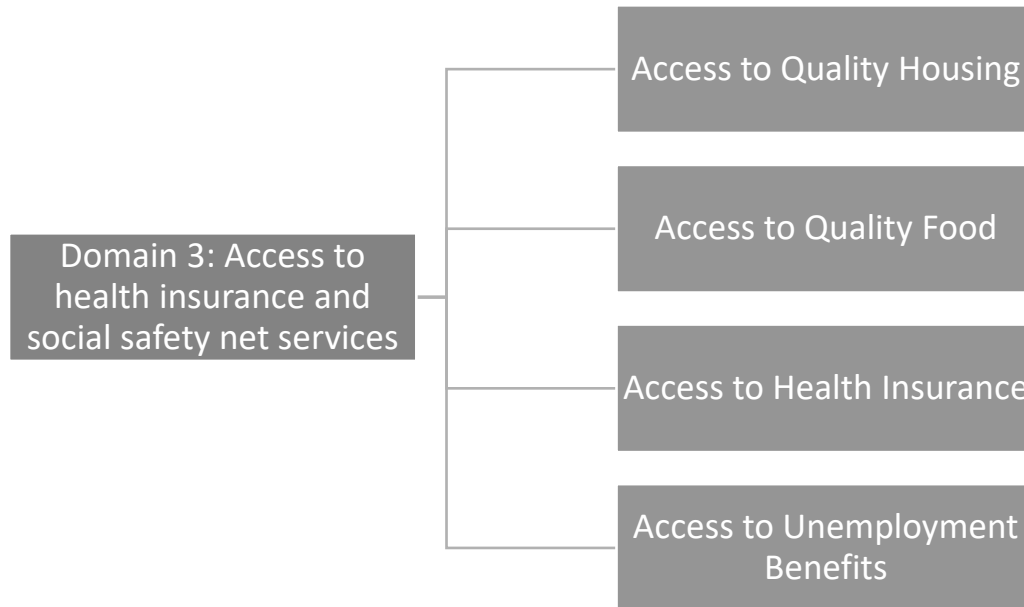 Access to Quality Housing
Access to Quality Food
Domain 3: Access to
health insurance and
social safety net services
Access to Health Insurance
Access to Unemployment
Benefits